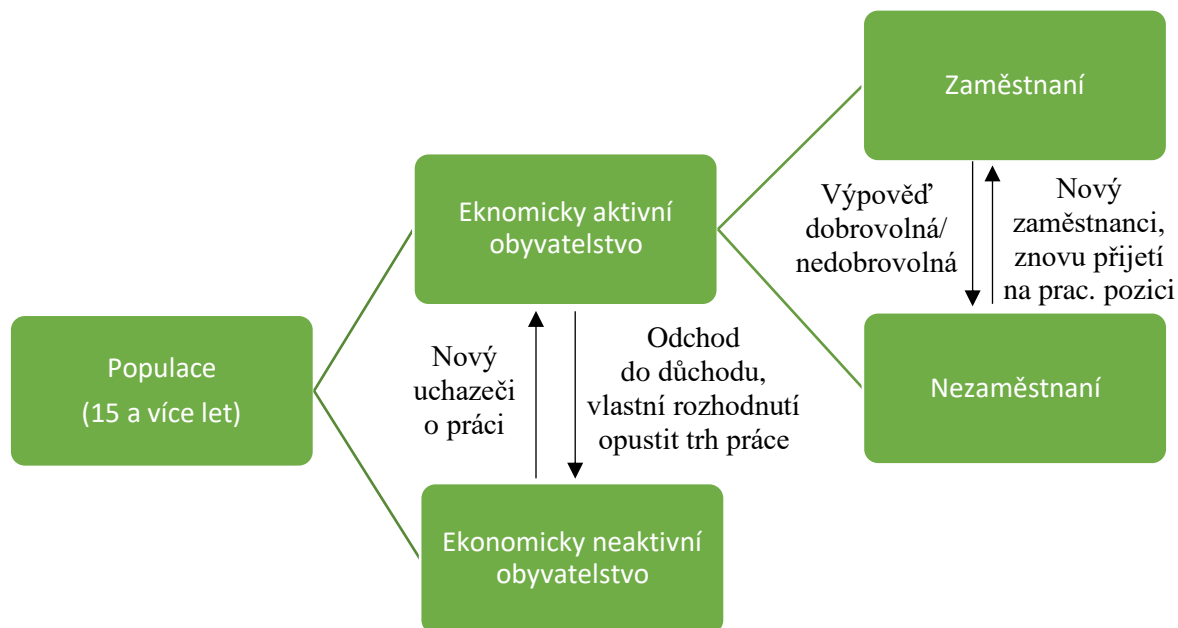 Populace
(15 a více let)
Eknomicky aktivní
obyvatelstvo
Nový
uchazeči
o práci
Odchod
do důchodu,
vlastní rozhodnutí
opustit trh práce
Ekonomicky neaktivní
obyvatelstvo
Zaměstnaní
Výpověď
dobrovolná/
nedobrovolná
Nový
zaměstnanci,
znovu přijetí
na prac. pozici
Nezaměstnaní